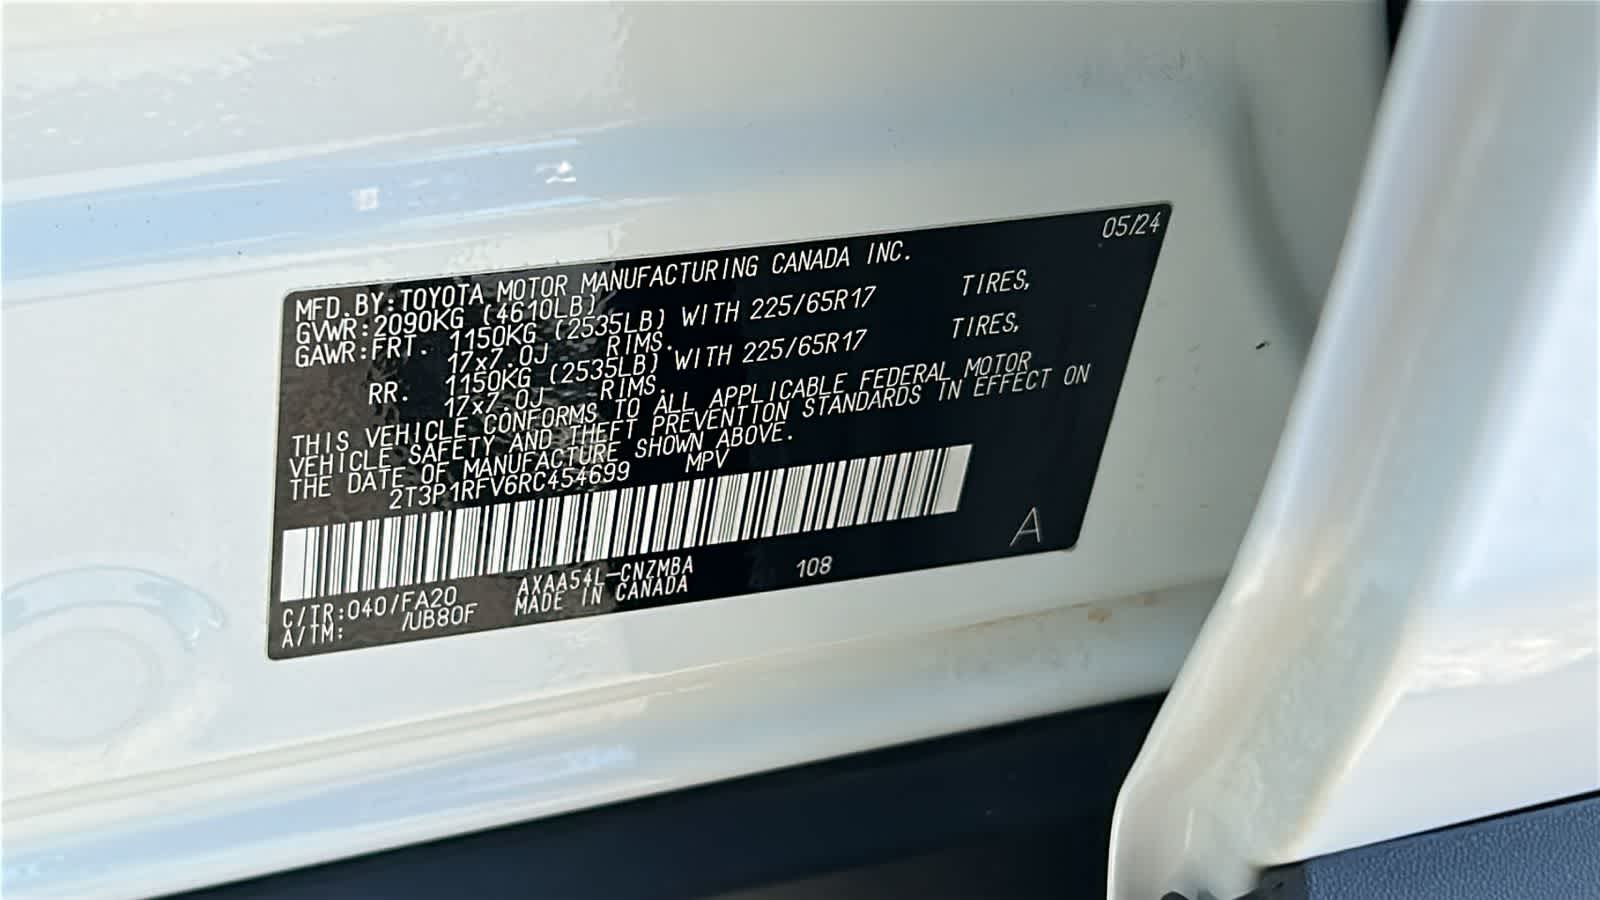 05/24
MFD.BY:TOYOTA MOTOR MANUFACTURING CANADA INC.
GVWR:2090KG (4610LB)
GAWR:FRT. 1150KG (2535LB) WITH 225/65R17 TIRES,
17x7.0J RIMS.
RR. 1150KG (2535LB) WITH 225/65R17 TIRES,
17x7.0J RIMS.
THIS VEHICLE CONFORMS TO ALL APPLICABLE FEDERAL MOTOR
VEHICLE SAFETY AND THEFT PREVENTION STANDARDS IN EFFECT ON
THE DATE OF MANUFACTURE SHOWN ABOVE.
2T3P1RFV6RC454699 MPV
A
C/TR:040/FA20 AXAA54L-CNZMBA 108
A/TM: /UB80F MADE IN CANADA